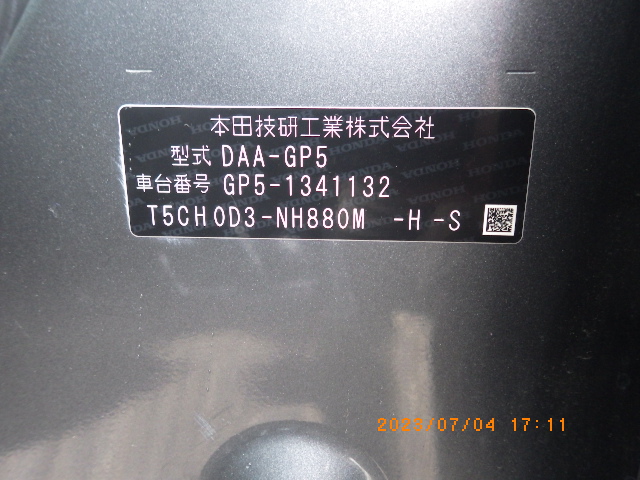 本田技研工業株式会社
型式 DAA-GP5
車台番号 GP5-1341132
T5CH0D3-NH880M -H -S
2023/07/04 17:11